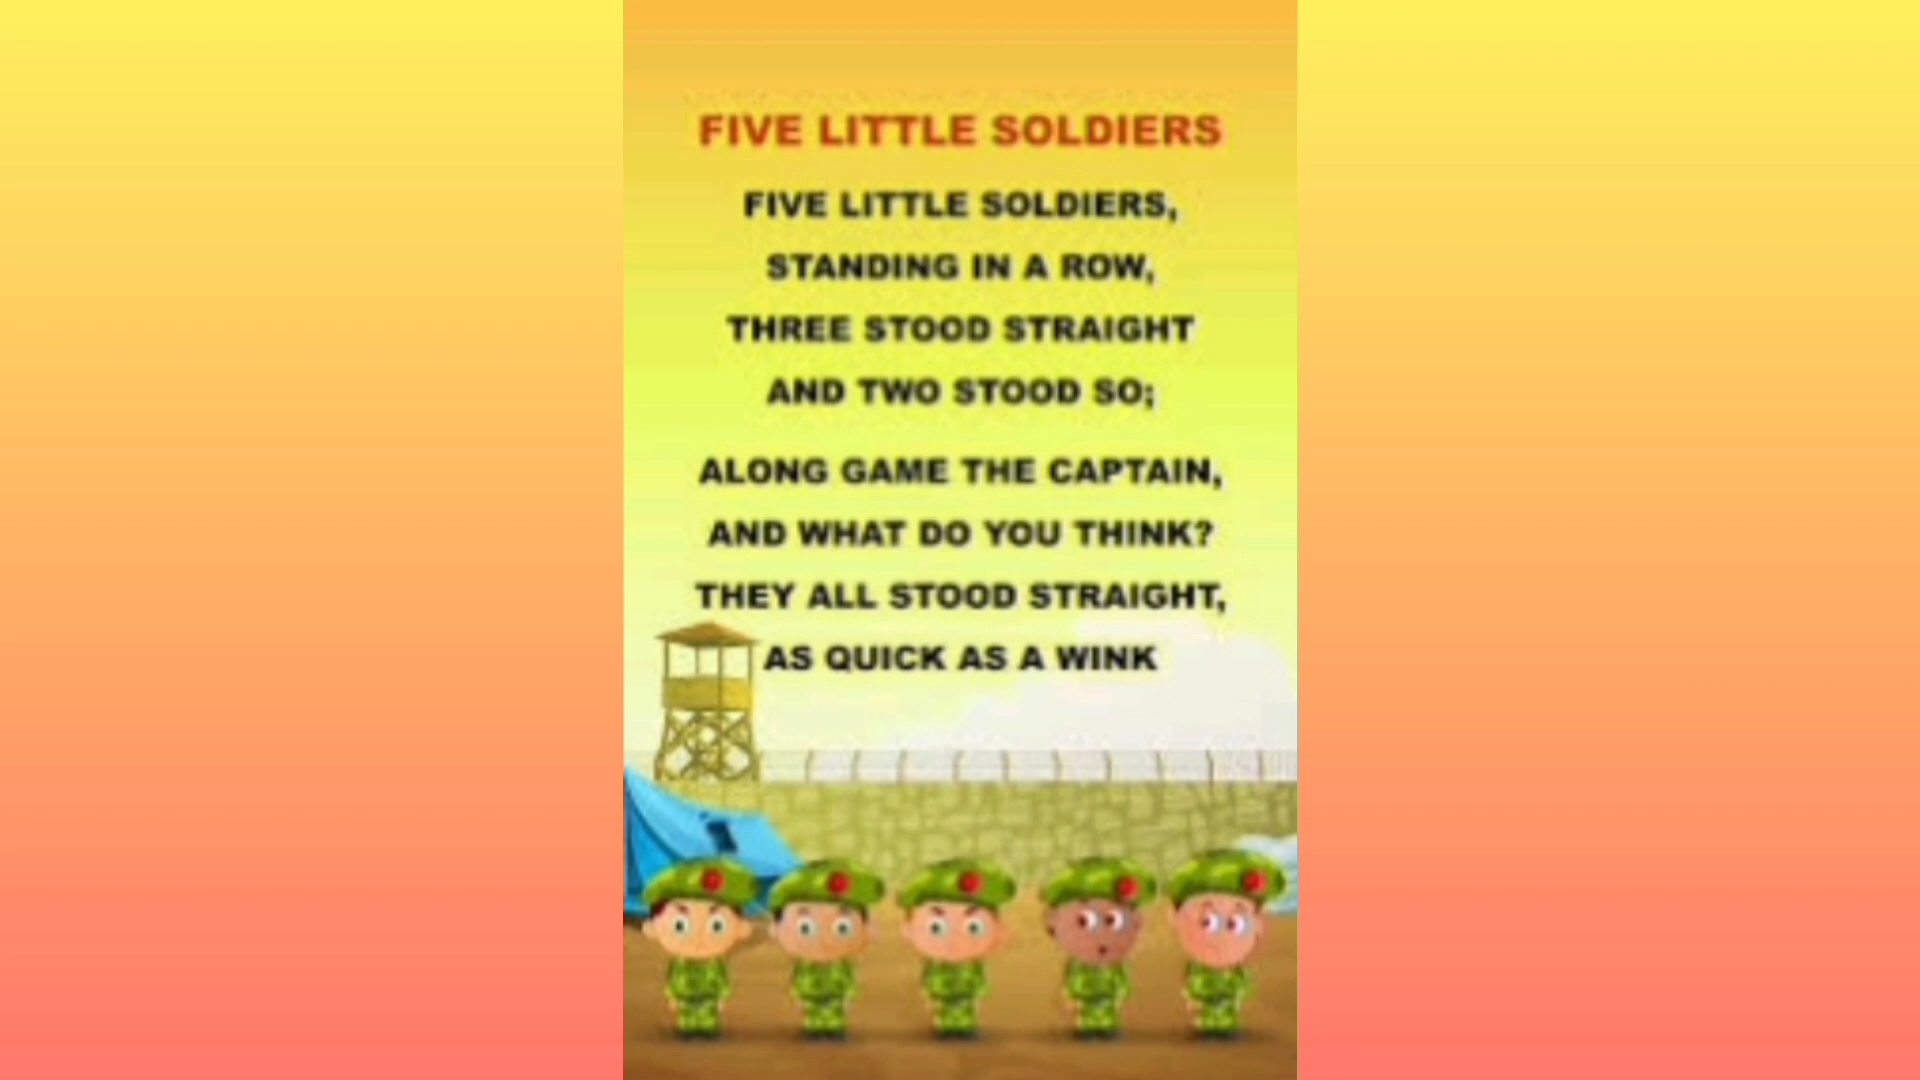 FIVE LITTLE SOLDIERS
FIVE LITTLE SOLDIERS,
STANDING IN A ROW,
THREE STOOD STRAIGHT
AND TWO STOOD SO;
ALONG GAME THE CAPTAIN,
AND WHAT DO YOU THINK?
THEY ALL STOOD STRAIGHT,
AS QUICK AS A WINK